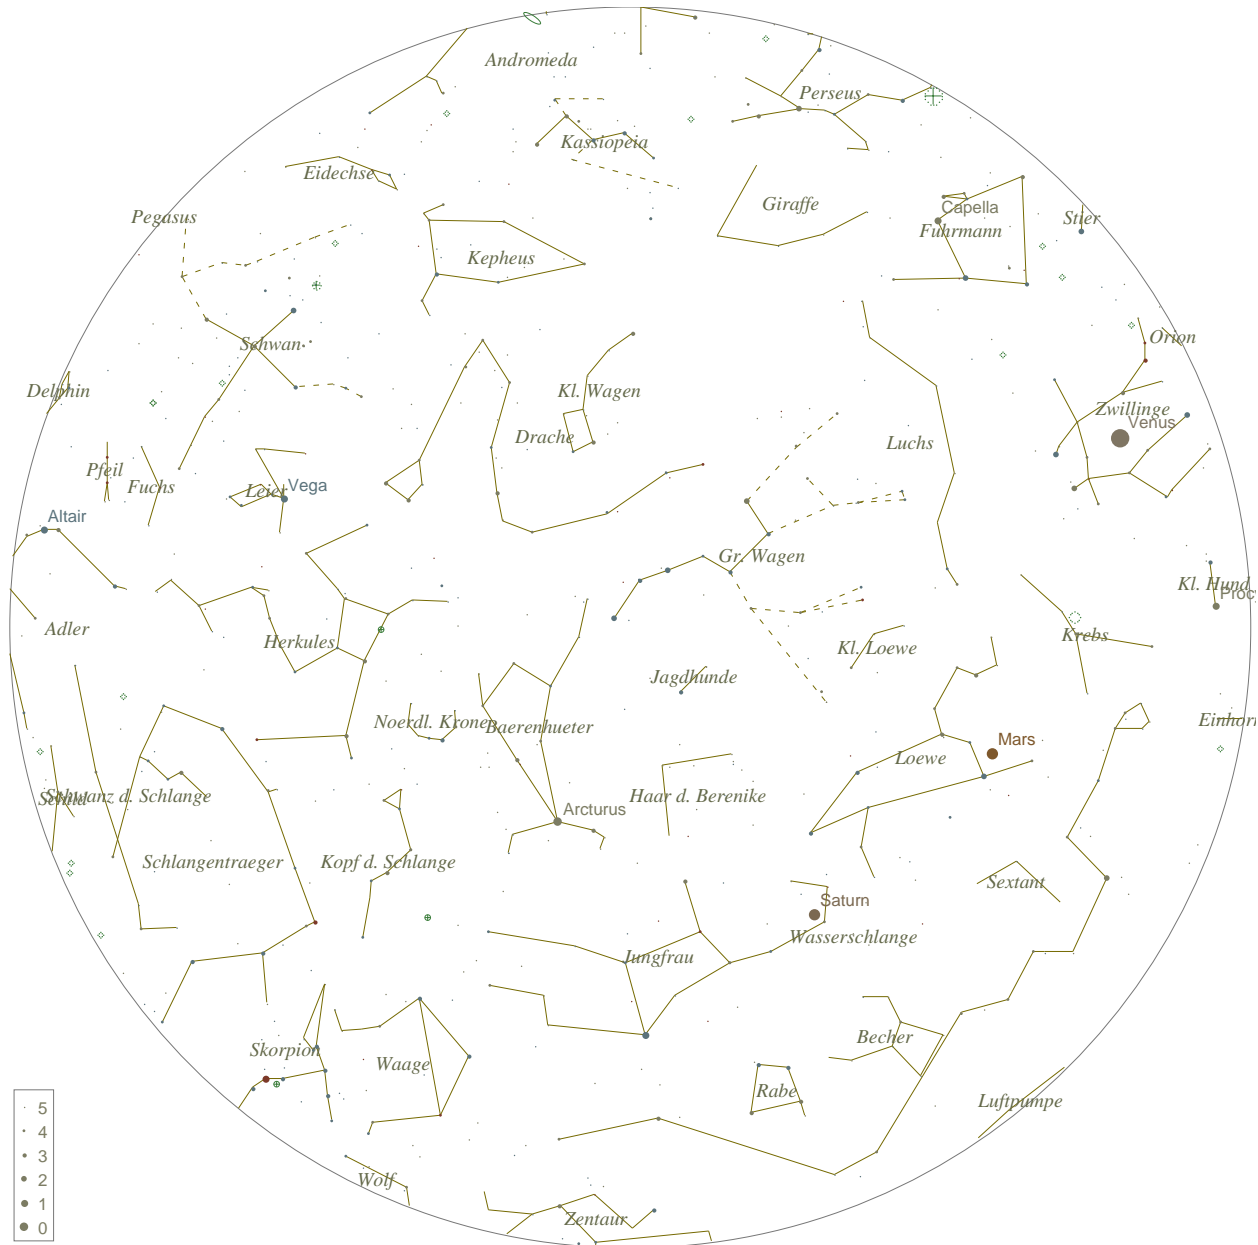 Andromeda
Perseus
Kassiopeia
Eidechse
Pegasus
Giraffe
Capella
Fuhrmann
Stier
Kepheus
Schwan
Orion
Delphin
Kl. Wagen
Zwillinge
Venus
Drache
Luchs
Pfeil
Fuchs
Leier
Vega
Altair
Gr. Wagen
Kl. Hund
Procy
Adler
Herkules
Krebs
Kl. Loewe
Jagdhunde
Noerdl. Krone
Baerenhueter
Einhorn
Mars
Loewe
Schwanz d. Schlange
Schild
Haar d. Berenike
Arcturus
Schlangentraeger
Kopf d. Schlange
Sextant
Saturn
Wasserschlange
Jungfrau
Skorpion
Waage
Becher
Rabe
Luftpumpe
5
4
3
2
1
0
Wolf
Zentaur